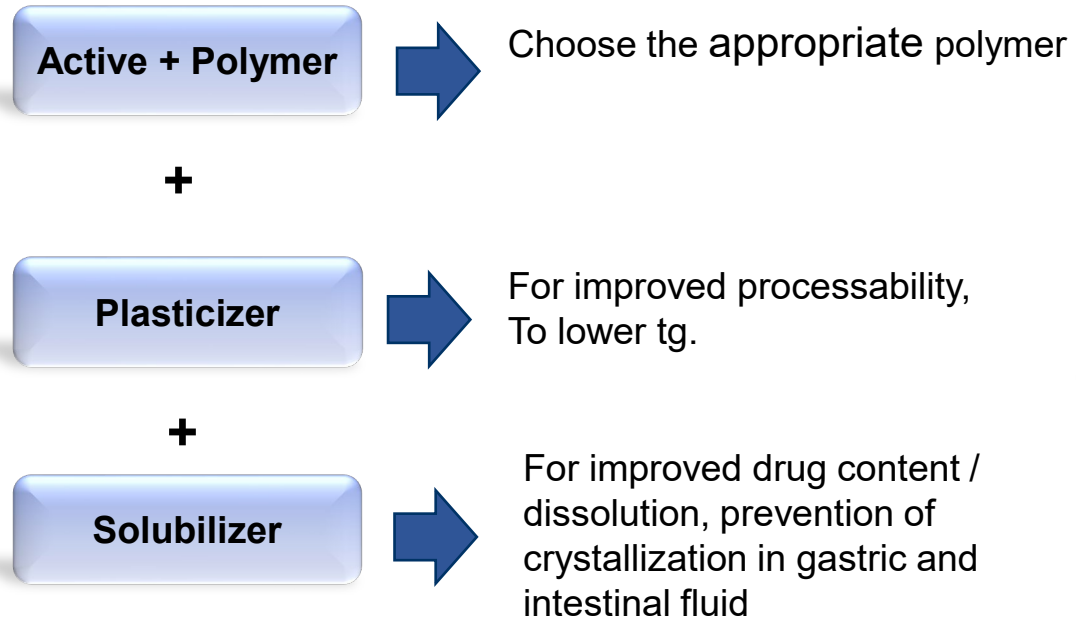 Active + Polymer
Choose the appropriate polymer
+
Plasticizer
For improved processability,
To lower tg.
+
Solubilizer
For improved drug content /
dissolution, prevention of
crystallization in gastric and
intestinal fluid